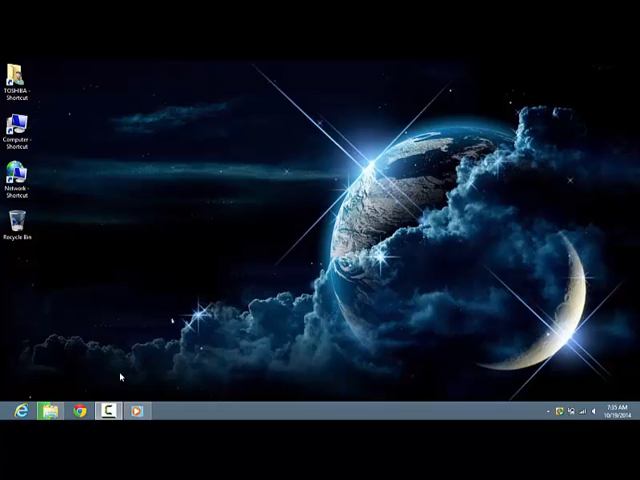 TOSHIBA -
Shortcut
Computer -
Shortcut
Network -
Shortcut
Recycle Bin
7:35 AM
10/19/2014